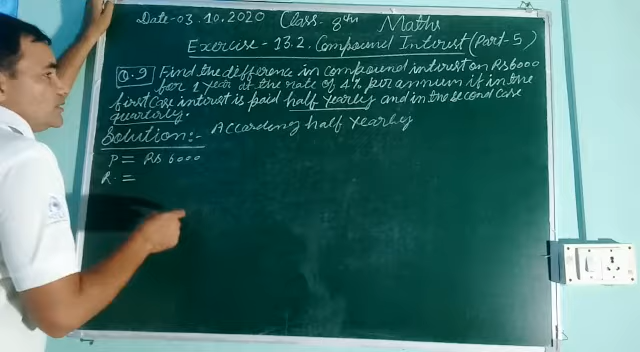 Date-03.10.2020 Class- 8th Maths
Exercise-13.2. Compound Interest (Part-5)
Q.9 Find the difference in compound interest on Rs6000
for 1 year at the rate of 4% per annum if in the
first case interest is paid half yearly and in the second case
quarterly.
Solution:- According half Yearly
P = Rs 6000
R. =